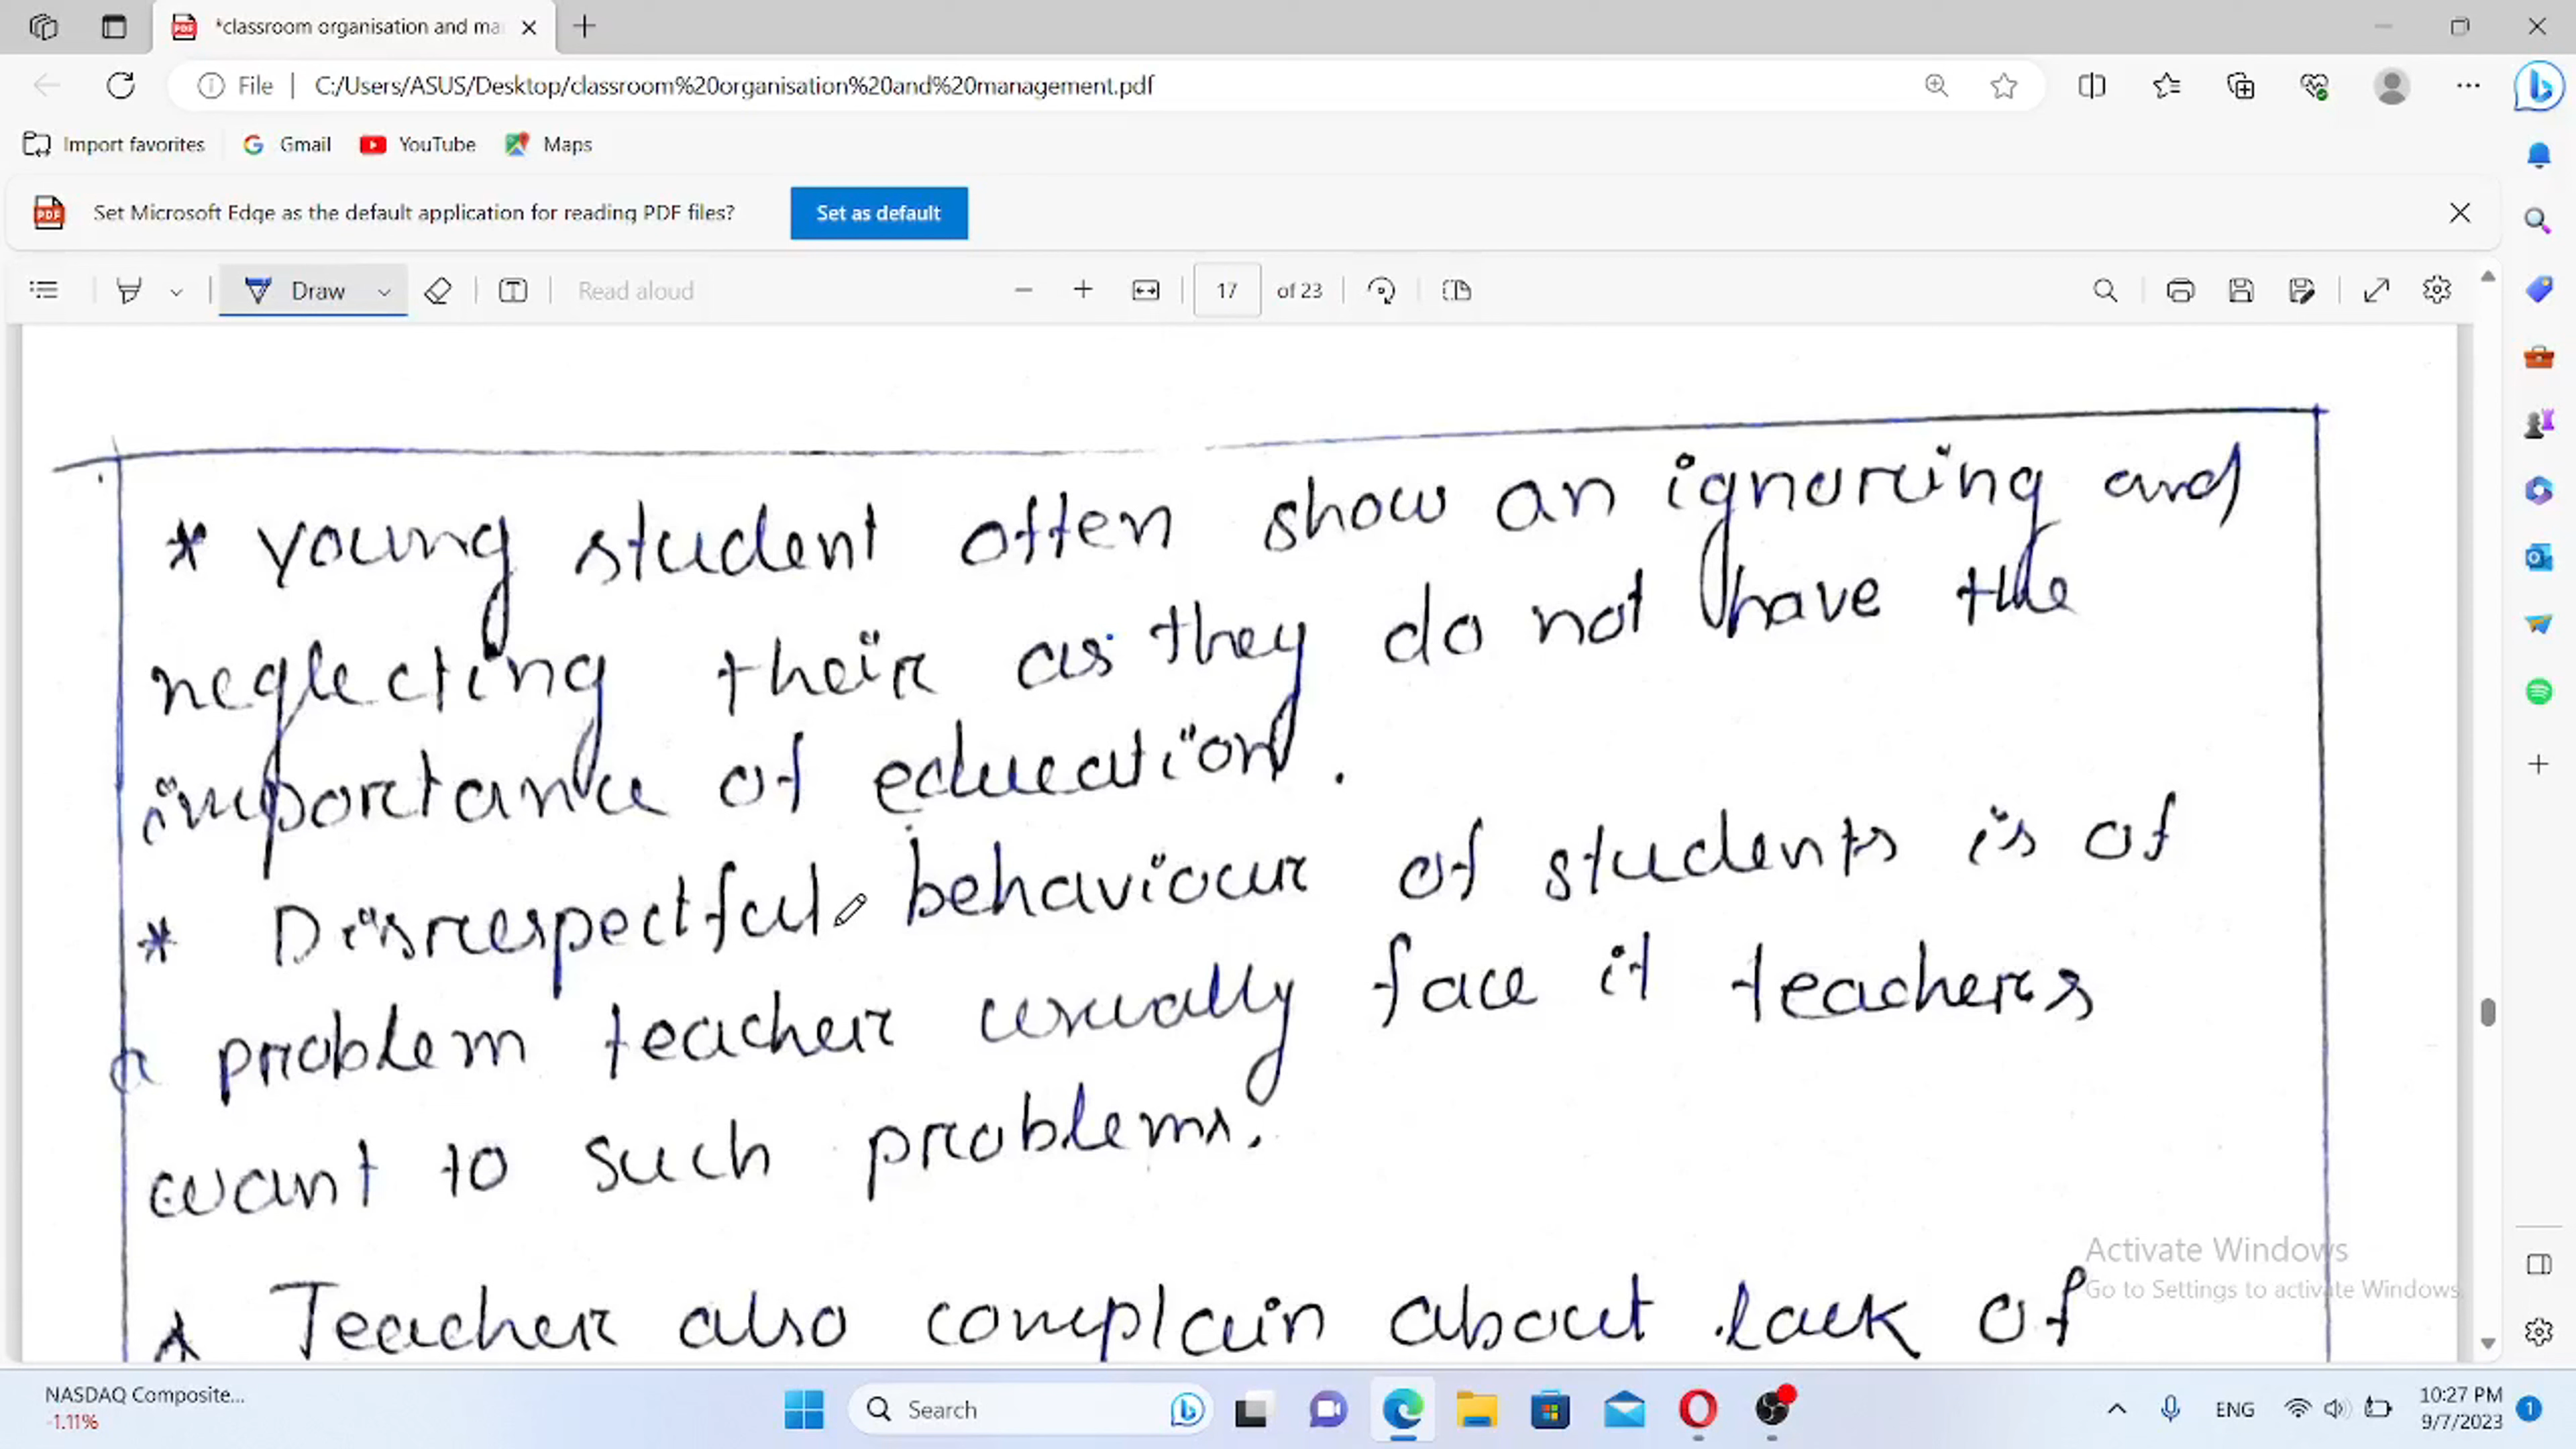 *classroom organisation and ma
File | C:/Users/ASUS/Desktop/classroom%20organisation%20and%20management.pdf
Import favorites Gmail YouTube Maps
Set Microsoft Edge as the default application for reading PDF files? Set as default
Draw Read aloud 17 of 23
* young student often show an ignoring and
neglecting their as they do not have the
importance of education.
* Disrespectful behaviour of students is of
a problem teacher usually face it teachers
want to such problems.
* Teacher also complain about lack of
Activate Windows
Go to Settings to activate Windows.
NASDAQ Composite...
-1.11%
Search
ENG
10:27 PM
9/7/2023
1